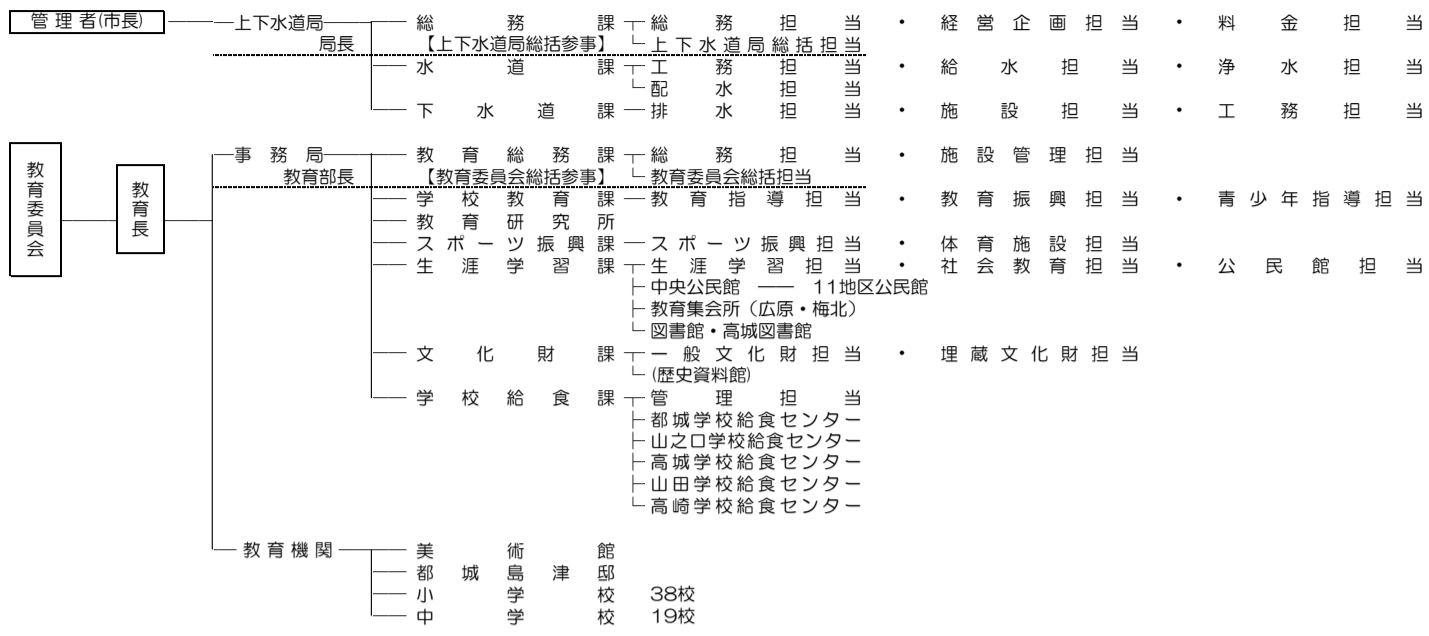 管理者(市長) 上下水道局 総務課 総務担当・経営企画担当・料金担当
局長 【上下水道局総括参事】 上下水道局総括担当
水道課 工務担当・給水担当・浄水担当
配水担当
下水道課 排水担当・施設担当・工務担当
教育委員会
教育長
事務局 教育総務課 総務担当・施設管理担当
教育部長 【教育委員会総括参事】 教育委員会総括担当
学校教育課 教育指導担当・教育振興担当・青少年指導担当
教育研究所
スポーツ振興課 スポーツ振興担当・体育施設担当
生涯学習課 生涯学習担当・社会教育担当・公民館担当
中央公民館 ―― 11地区公民館
教育集会所（広原・梅北）
図書館・高城図書館
文化財課 一般文化財担当・埋蔵文化財担当
(歴史資料館)
学校給食課 管理担当
都城学校給食センター
山之口学校給食センター
高城学校給食センター
山田学校給食センター
高崎学校給食センター
教育機関 美術館
都城島津邸
小学校 38校
中学校 19校